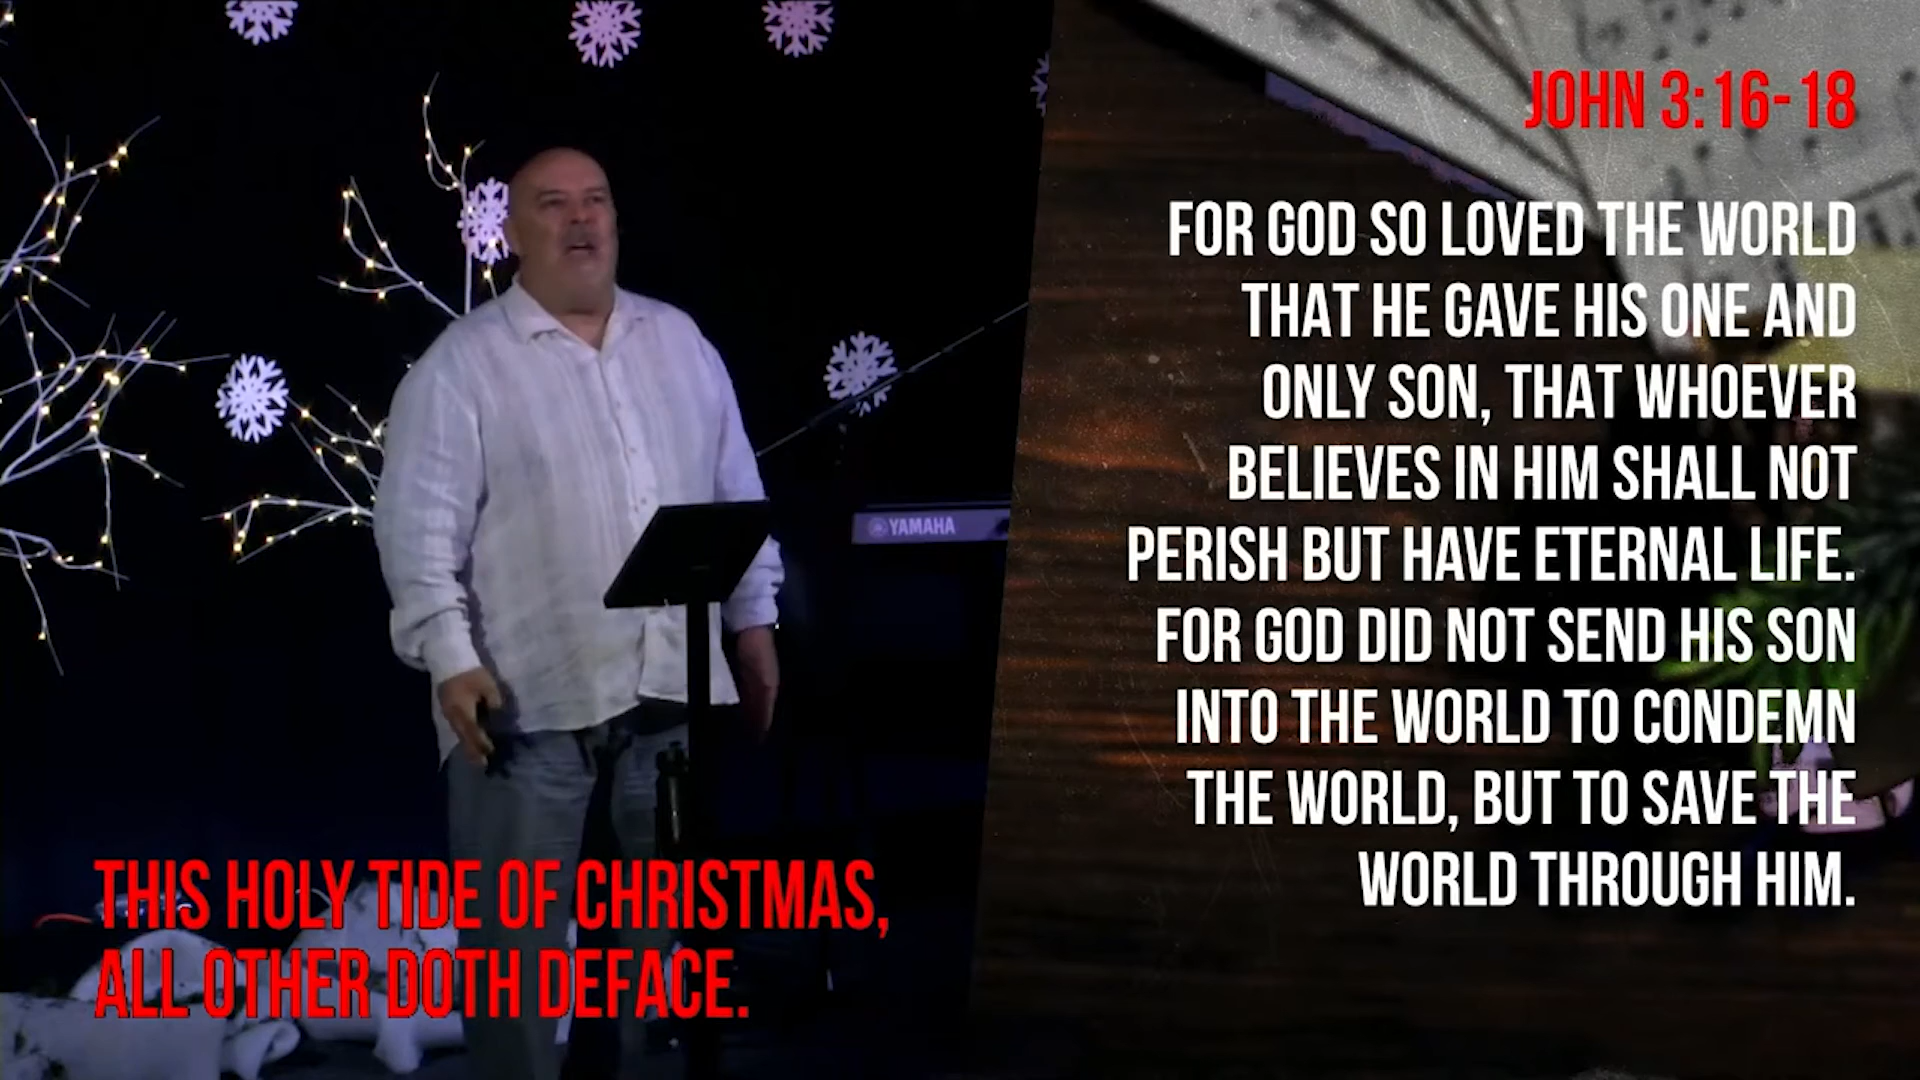 JOHN 3:16-18
FOR GOD SO LOVED THE WORLD
THAT HE GAVE HIS ONE AND
ONLY SON, THAT WHOEVER
BELIEVES IN HIM SHALL NOT
PERISH BUT HAVE ETERNAL LIFE.
FOR GOD DID NOT SEND HIS SON
INTO THE WORLD TO CONDEMN
THE WORLD, BUT TO SAVE THE
WORLD THROUGH HIM.
YAMAHA
THIS HOLY TIDE OF CHRISTMAS,
ALL OTHER DOTH DEFACE.